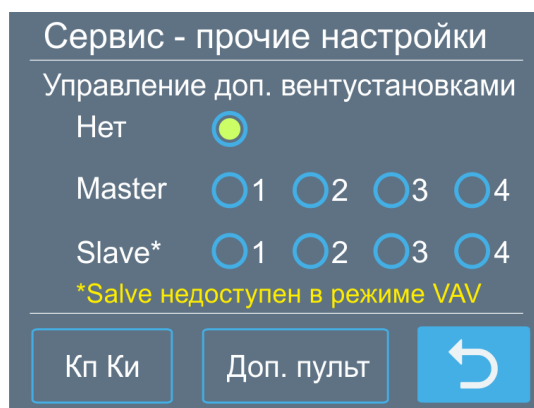 Сервис - прочие настройки
Управление доп. вентустановками
Нет
Master 1 2 3 4
Slave* 1 2 3 4
*Salve недоступен в режиме VAV
Кп Ки Доп. пульт